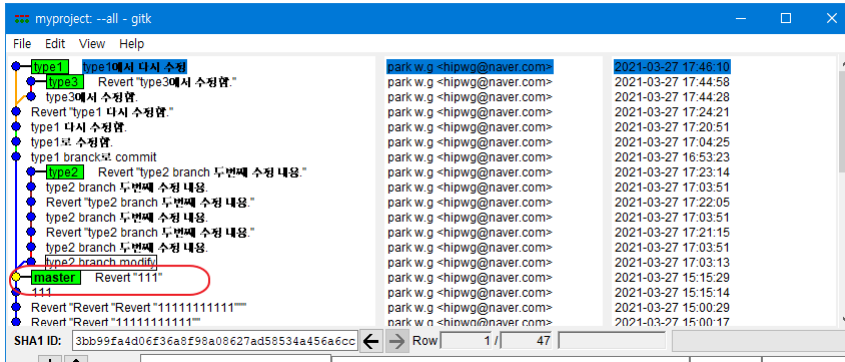 myproject: --all - gitk
File Edit View Help
type1 type1에서 다시 수정 park w.g <hipwg@naver.com> 2021-03-27 17:46:10
type3 Revert "type3에서 수정함." park w.g <hipwg@naver.com> 2021-03-27 17:44:58
type3에서 수정함. park w.g <hipwg@naver.com> 2021-03-27 17:44:28
Revert "type1 다시 수정함." park w.g <hipwg@naver.com> 2021-03-27 17:24:21
type1 다시 수정함. park w.g <hipwg@naver.com> 2021-03-27 17:20:51
type1로 수정함. park w.g <hipwg@naver.com> 2021-03-27 17:04:25
type1 branck로 commit park w.g <hipwg@naver.com> 2021-03-27 16:53:23
type2 Revert "type2 branch 두번째 수정 내용." park w.g <hipwg@naver.com> 2021-03-27 17:23:14
type2 branch 두번째 수정 내용. park w.g <hipwg@naver.com> 2021-03-27 17:03:51
Revert "type2 branch 두번째 수정 내용." park w.g <hipwg@naver.com> 2021-03-27 17:22:05
type2 branch 두번째 수정 내용. park w.g <hipwg@naver.com> 2021-03-27 17:03:51
Revert "type2 branch 두번째 수정 내용." park w.g <hipwg@naver.com> 2021-03-27 17:21:15
type2 branch 두번째 수정 내용. park w.g <hipwg@naver.com> 2021-03-27 17:03:51
type2 branch modify park w.g <hipwg@naver.com> 2021-03-27 17:03:13
master Revert "111" park w.g <hipwg@naver.com> 2021-03-27 15:15:29
111 park w.g <hipwg@naver.com> 2021-03-27 15:15:14
Revert "Revert "Revert "11111111111"""" park w.g <hipwg@naver.com> 2021-03-27 15:00:29
Revert "Revert "11111111111""" park w.g <hipwg@naver.com> 2021-03-27 15:00:17
SHA1 ID: 3bb99fa4d06f36a8f98a08627ad58534a456a6cc Row 1 / 47